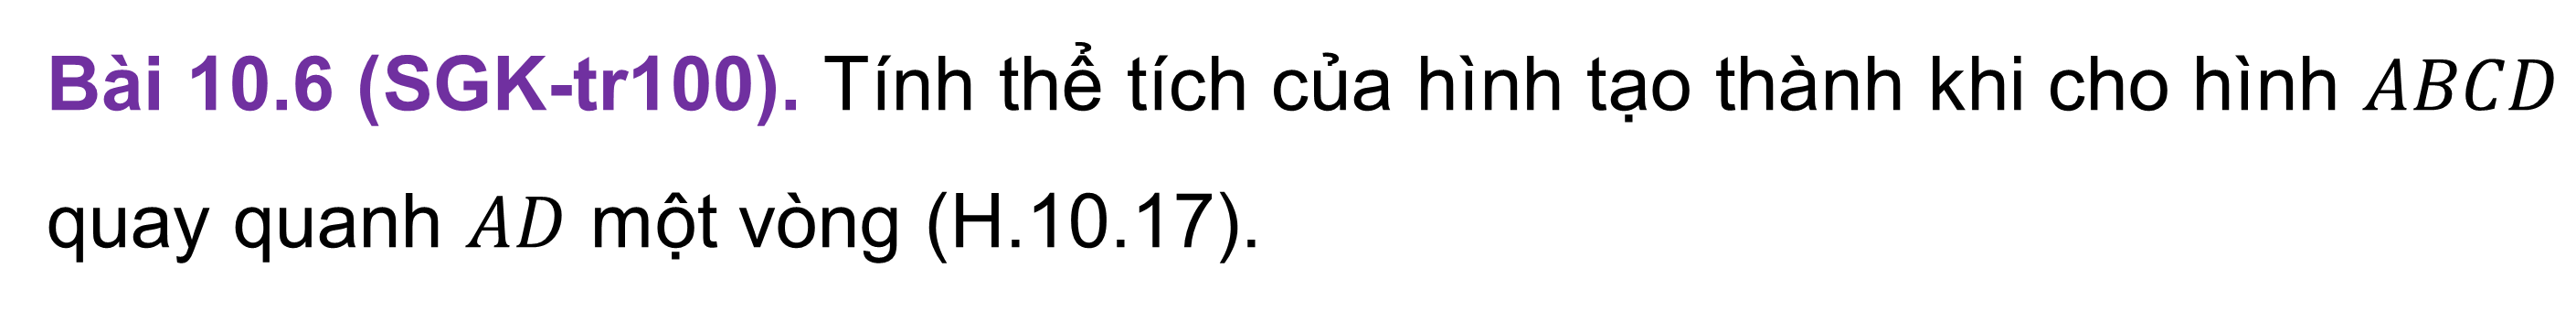 Bài 10.6 (SGK-tr100). Tính thể tích của hình tạo thành khi cho hình ABCD
quay quanh AD một vòng (H.10.17).